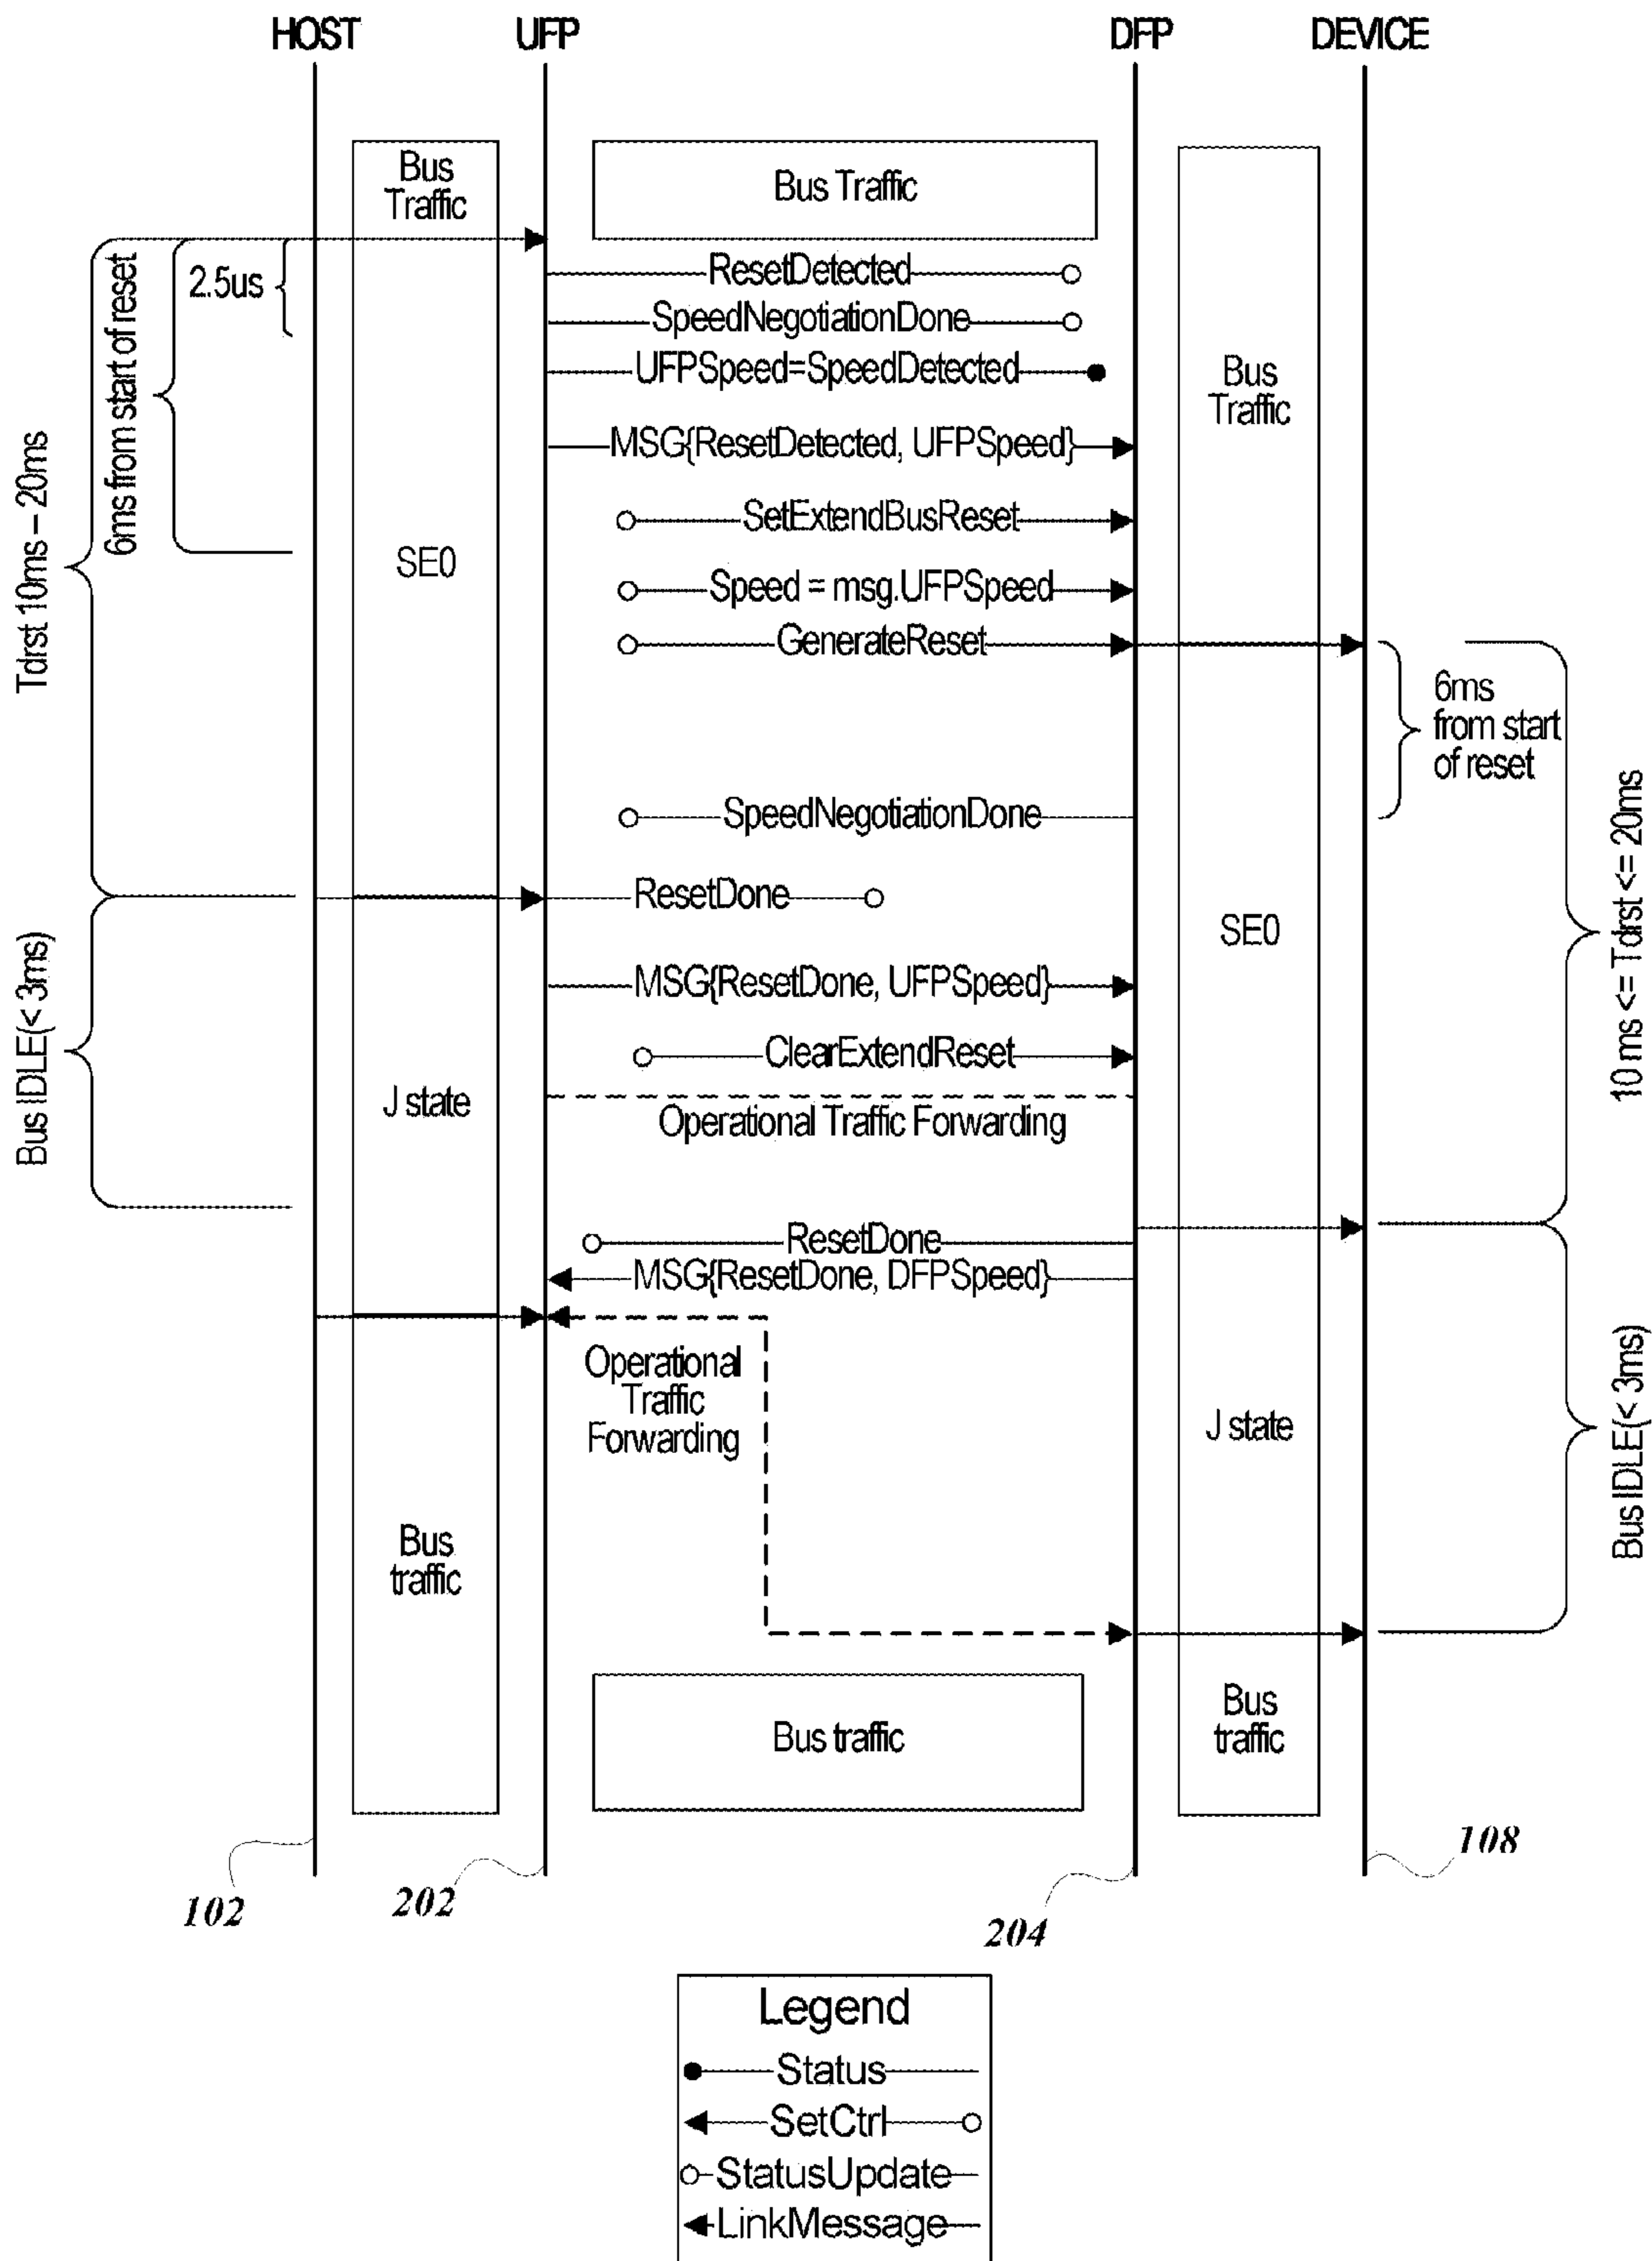 HOST UFP DFP DEVICE
Bus
Traffic
Bus Traffic
ResetDetected
2.5us
SpeedNegotiationDone
6ms from start of reset
UFPSpeed=SpeedDetected
Bus
Traffic
MSG{ResetDetected, UFPSpeed}
Tdrst 10ms – 20ms
SetExtendBusReset
SE0
Speed = msg.UFPSpeed
GenerateReset
6ms
from start
of reset
SpeedNegotiationDone
ResetDone
SE0
10 ms <= Tdrst <= 20ms
MSG{ResetDone, UFPSpeed}
Bus IDLE(< 3ms)
ClearExtendReset
J state
Operational Traffic Forwarding
ResetDone
MSG{ResetDone, DFPSpeed}
Operational
Traffic
Forwarding
J state
Bus IDLE(< 3ms)
Bus
traffic
Bus traffic
Bus
traffic
102
202
204
108
Legend
Status
SetCtrl
StatusUpdate
LinkMessage